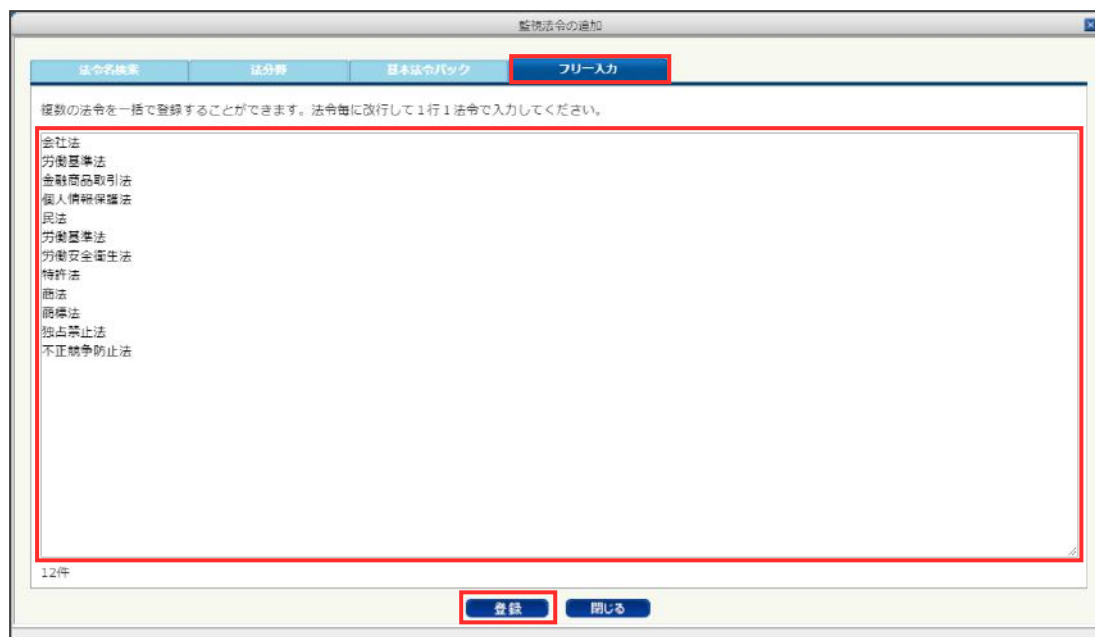 監視法令の追加
法令名検索 法分野 基本法令パック フリー入力
複数の法令を一括で登録することができます。法令毎に改行して1行1法令で入力してください。
会社法
労働基準法
金融商品取引法
個人情報保護法
民法
労働基準法
労働安全衛生法
特許法
商法
商標法
独占禁止法
不正競争防止法
12件
登録 閉じる